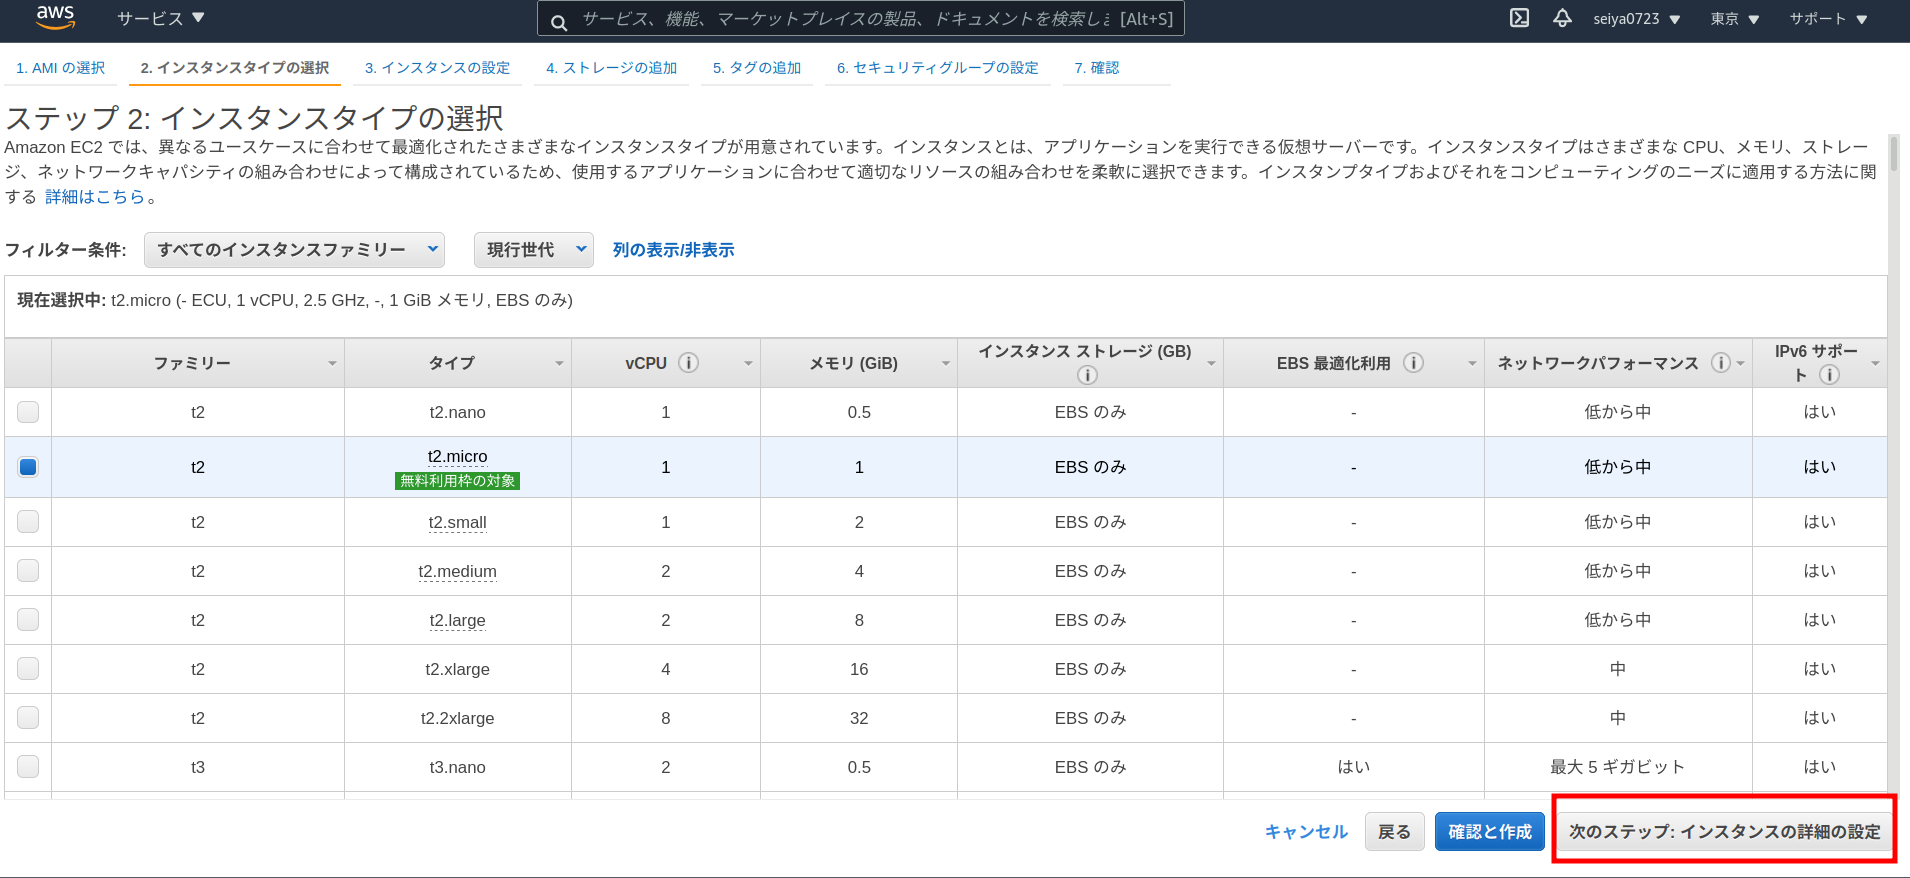 aws サービス サービス、機能、マーケットプレイスの製品、ドキュメントを検索しま [Alt+S] seiya0723 東京 サポート
1. AMI の選択 2. インスタンスタイプの選択 3. インスタンスの設定 4. ストレージの追加 5. タグの追加 6. セキュリティグループの設定 7. 確認
ステップ 2: インスタンスタイプの選択
Amazon EC2 では、異なるユースケースに合わせて最適化されたさまざまなインスタンスタイプが用意されています。インスタンスとは、アプリケーションを実行できる仮想サーバーです。インスタンスタイプはさまざまな CPU、メモリ、ストレー
ジ、ネットワークキャパシティの組み合わせによって構成されているため、使用するアプリケーションに合わせて適切なリソースの組み合わせを柔軟に選択できます。インスタンプタイプおよびそれをコンピューティングのニーズに適用する方法に関
する 詳細はこちら。
フィルター条件: すべてのインスタンスファミリー 現行世代 列の表示/非表示
現在選択中: t2.micro (- ECU, 1 vCPU, 2.5 GHz, -, 1 GiB メモリ, EBS のみ)
ファミリー タイプ vCPU メモリ (GiB) インスタンス ストレージ (GB) EBS 最適化利用 ネットワークパフォーマンス IPv6 サポー
ト
t2 t2.nano 1 0.5 EBS のみ - 低から中 はい
t2 t2.micro 1 1 EBS のみ - 低から中 はい
無料利用枠の対象
t2 t2.small 1 2 EBS のみ - 低から中 はい
t2 t2.medium 2 4 EBS のみ - 低から中 はい
t2 t2.large 2 8 EBS のみ - 低から中 はい
t2 t2.xlarge 4 16 EBS のみ - 中 はい
t2 t2.2xlarge 8 32 EBS のみ - 中 はい
t3 t3.nano 2 0.5 EBS のみ はい 最大 5 ギガビット はい
キャンセル 戻る 確認と作成 次のステップ: インスタンスの詳細の設定